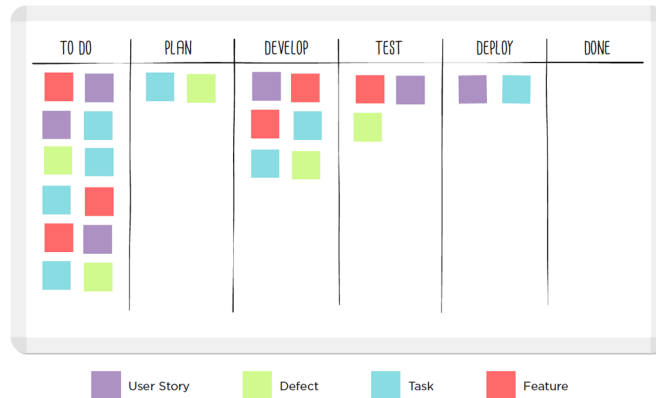 TO DO
PLAN
DEVELOP
TEST
DEPLOY
DONE
User Story
Defect
Task
Feature